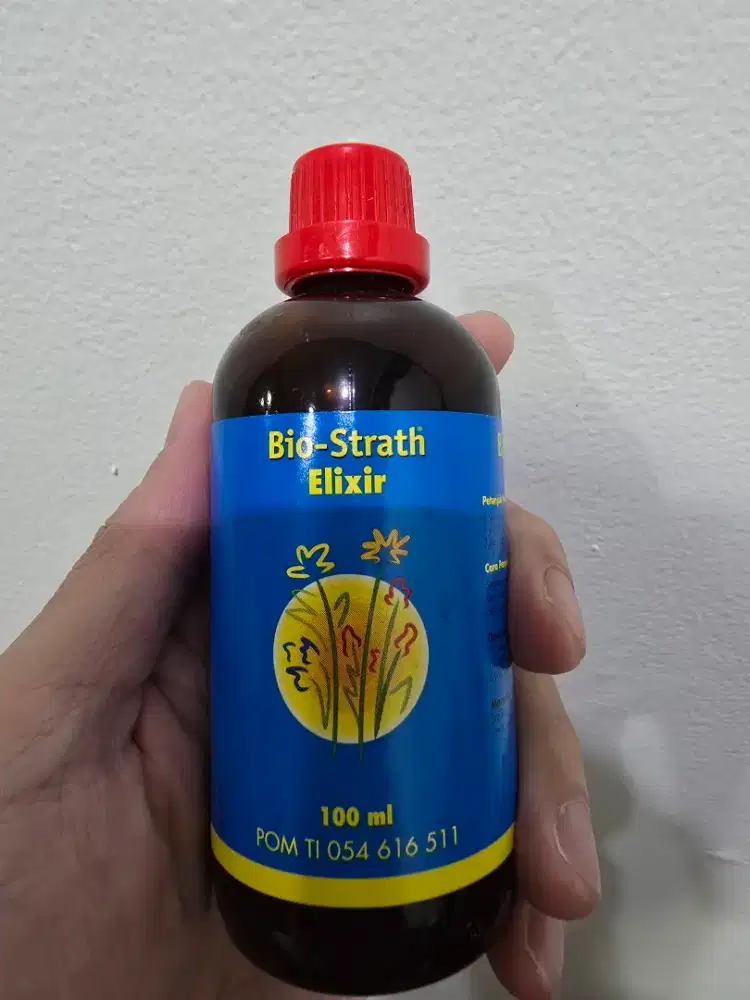 Bio-Strath®
Elixir
100 ml
POM TI 054 616 511